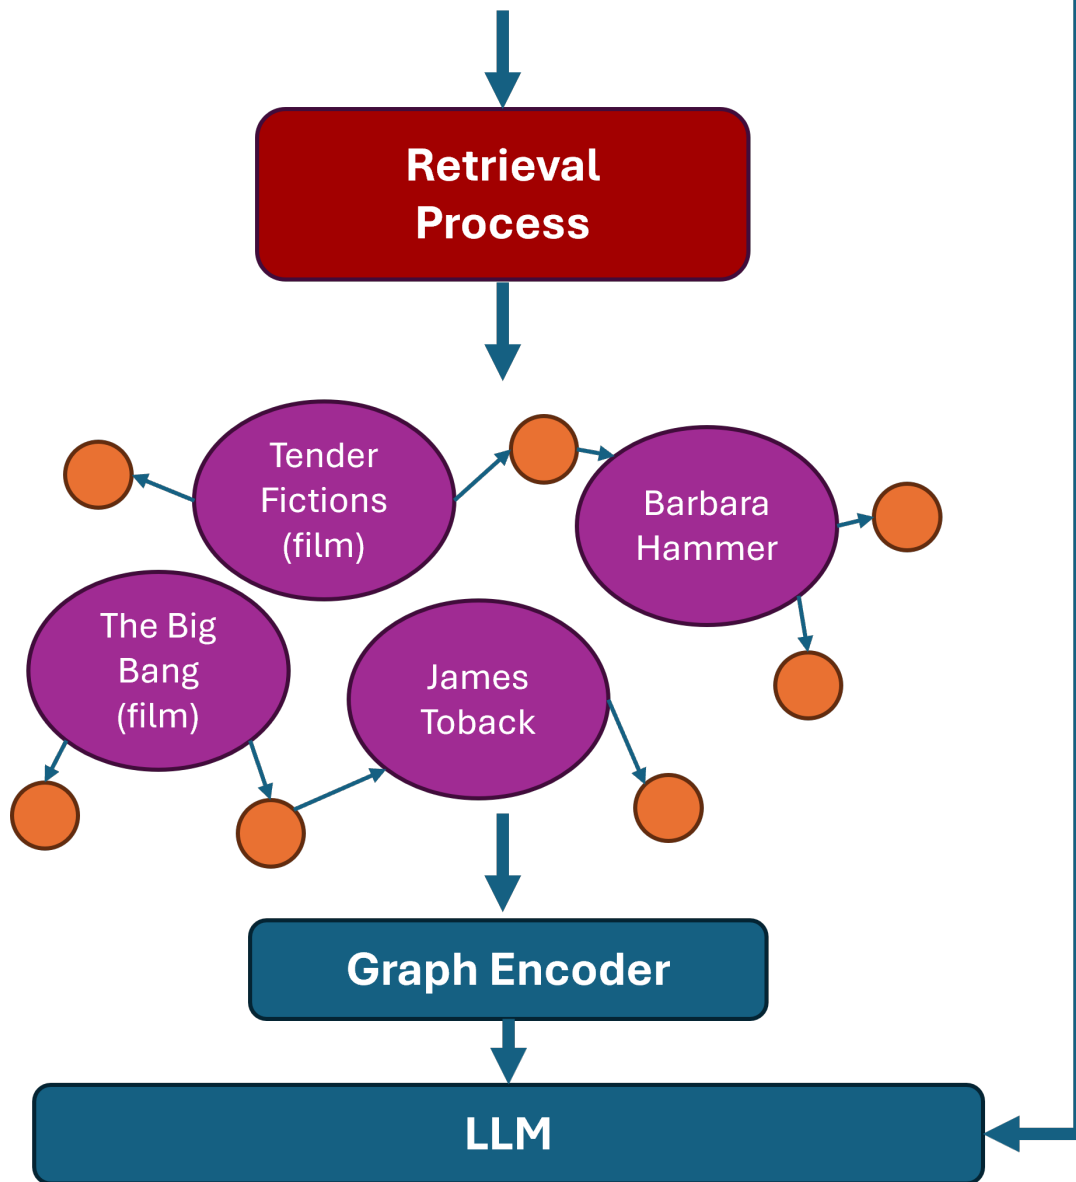 Retrieval
Process
Tender
Fictions
(film)
Barbara
Hammer
The Big
Bang
(film)
James
Toback
Graph Encoder
LLM